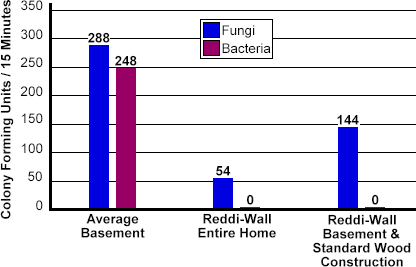 Colony Forming Units / 15 Minutes
350
300
250
200
150
100
50
0
Fungi
Bacteria
288
248
54
0
144
0
Average
Basement
Reddi-Wall
Entire Home
Reddi-Wall
Basement &
Standard Wood
Construction